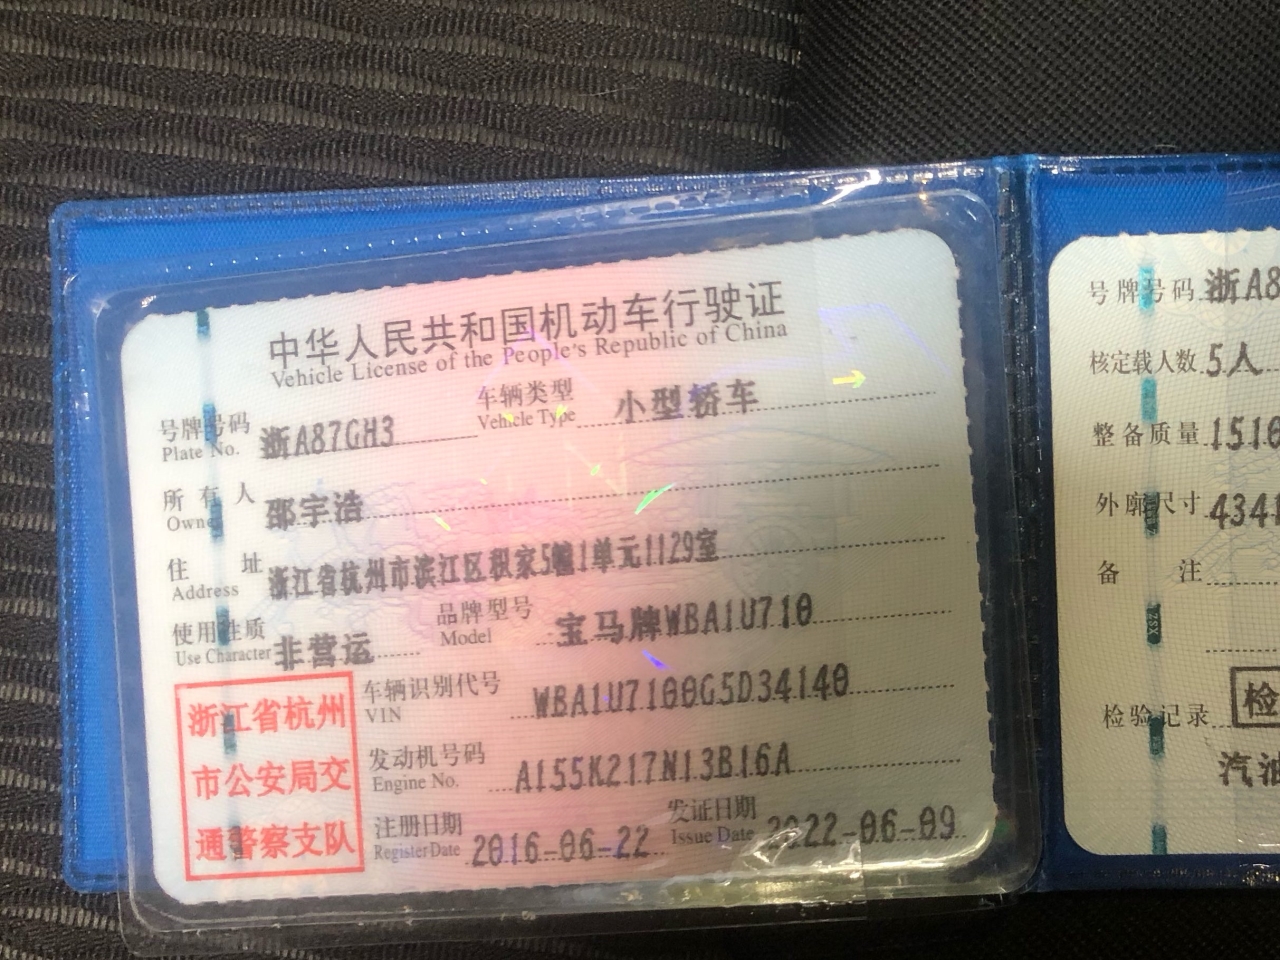 中华人民共和国机动车行驶证
Vehicle License of the People's Republic of China
号牌号码 浙A87GH3 车辆类型 小型轿车
Plate No. Vehicle Type
所有人 邵宇浩
Owner
住址 浙江省杭州市滨江区积家5幢1单元1129室
Address
使用性质 非营运 品牌型号 宝马牌WBA1U710
Use Character Model
车辆识别代号 WBA1U7100G5D34140
VIN
发动机号码 A155K217N13B16A
Engine No.
注册日期 2016-06-22 发证日期 2022-06-09
Register Date Issue Date
浙江省杭州
市公安局交
通警察支队
号牌号码 浙A8
核定载人数 5人
整备质量 1516
外廓尺寸 434
备注
检验记录 检
汽油